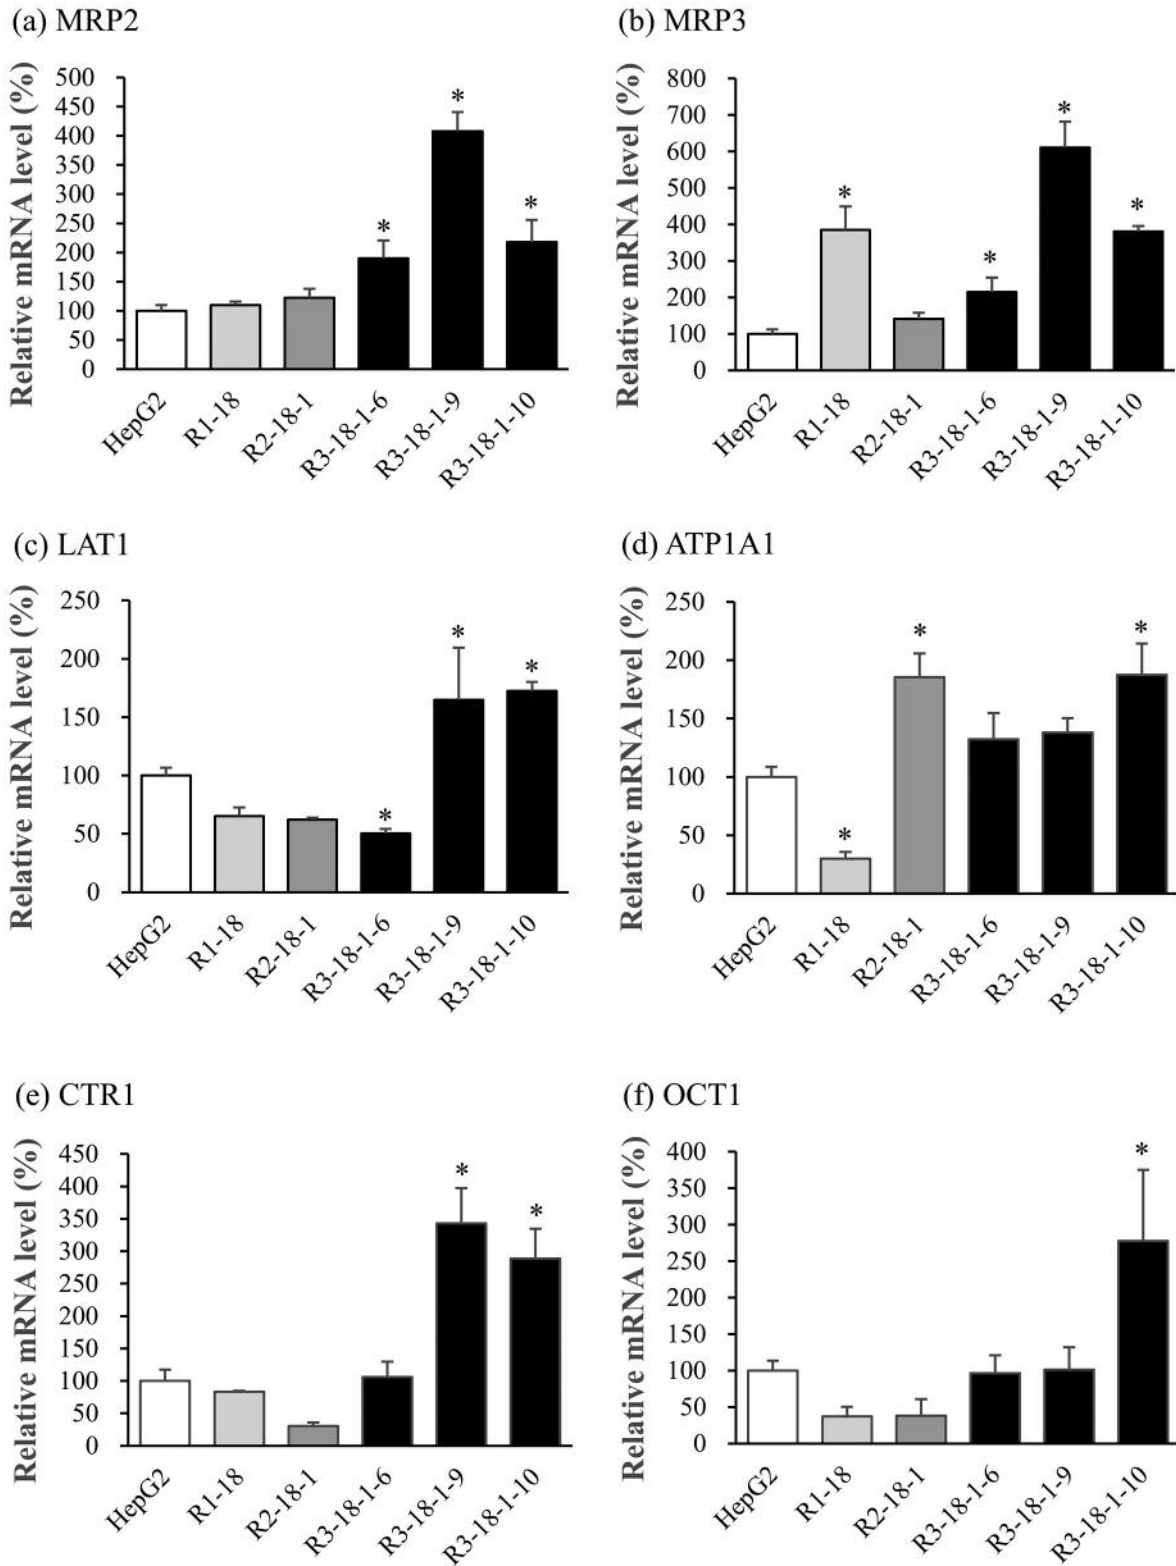 (a) MRP2
Relative mRNA level (%)
500
450
400
350
300
250
200
150
100
50
0
*
*
*
HepG2
R1-18
R2-18-1
R3-18-1-6
R3-18-1-9
R3-18-1-10
(b) MRP3
Relative mRNA level (%)
800
700
600
500
400
300
200
100
0
*
*
*
*
HepG2
R1-18
R2-18-1
R3-18-1-6
R3-18-1-9
R3-18-1-10
(c) LAT1
Relative mRNA level (%)
250
200
150
100
50
0
*
*
*
HepG2
R1-18
R2-18-1
R3-18-1-6
R3-18-1-9
R3-18-1-10
(d) ATP1A1
Relative mRNA level (%)
250
200
150
100
50
0
*
*
*
HepG2
R1-18
R2-18-1
R3-18-1-6
R3-18-1-9
R3-18-1-10
(e) CTR1
Relative mRNA level (%)
450
400
350
300
250
200
150
100
50
0
*
*
HepG2
R1-18
R2-18-1
R3-18-1-6
R3-18-1-9
R3-18-1-10
(f) OCT1
Relative mRNA level (%)
400
350
300
250
200
150
100
50
0
*
HepG2
R1-18
R2-18-1
R3-18-1-6
R3-18-1-9
R3-18-1-10